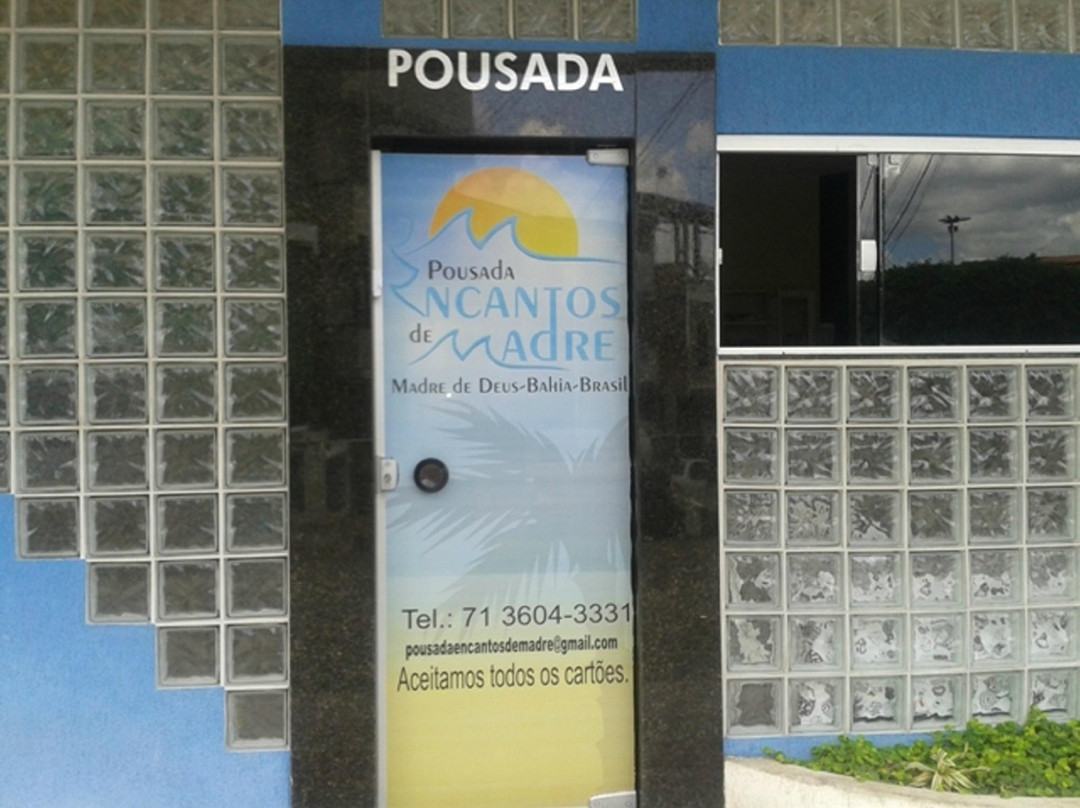 POUSADA
POUSADA
ENCANTOS
DE MADRE
MADRE DE DEUS-BAHIA-BRASIL
Tel.: 71 3604-3331
pousadaencantosdemadre@gmail.com
Aceitamos todos os cartões.